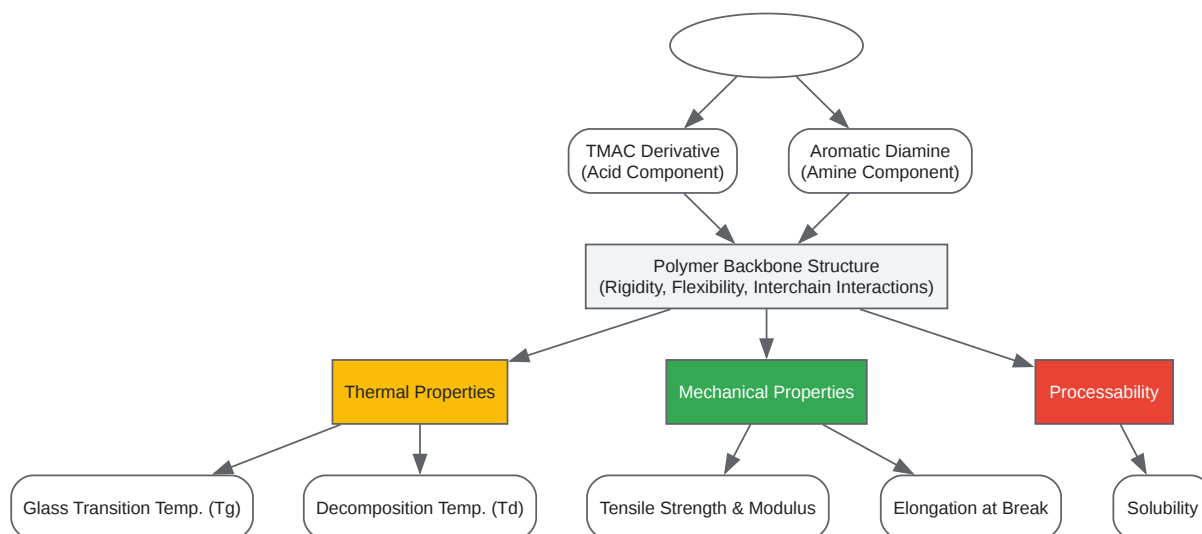 TMAC Derivative
(Acid Component)
Aromatic Diamine
(Amine Component)
Polymer Backbone Structure
(Rigidity, Flexibility, Interchain Interactions)
Thermal Properties
Mechanical Properties
Processability
Glass Transition Temp. (Tg)
Decomposition Temp. (Td)
Tensile Strength & Modulus
Elongation at Break
Solubility